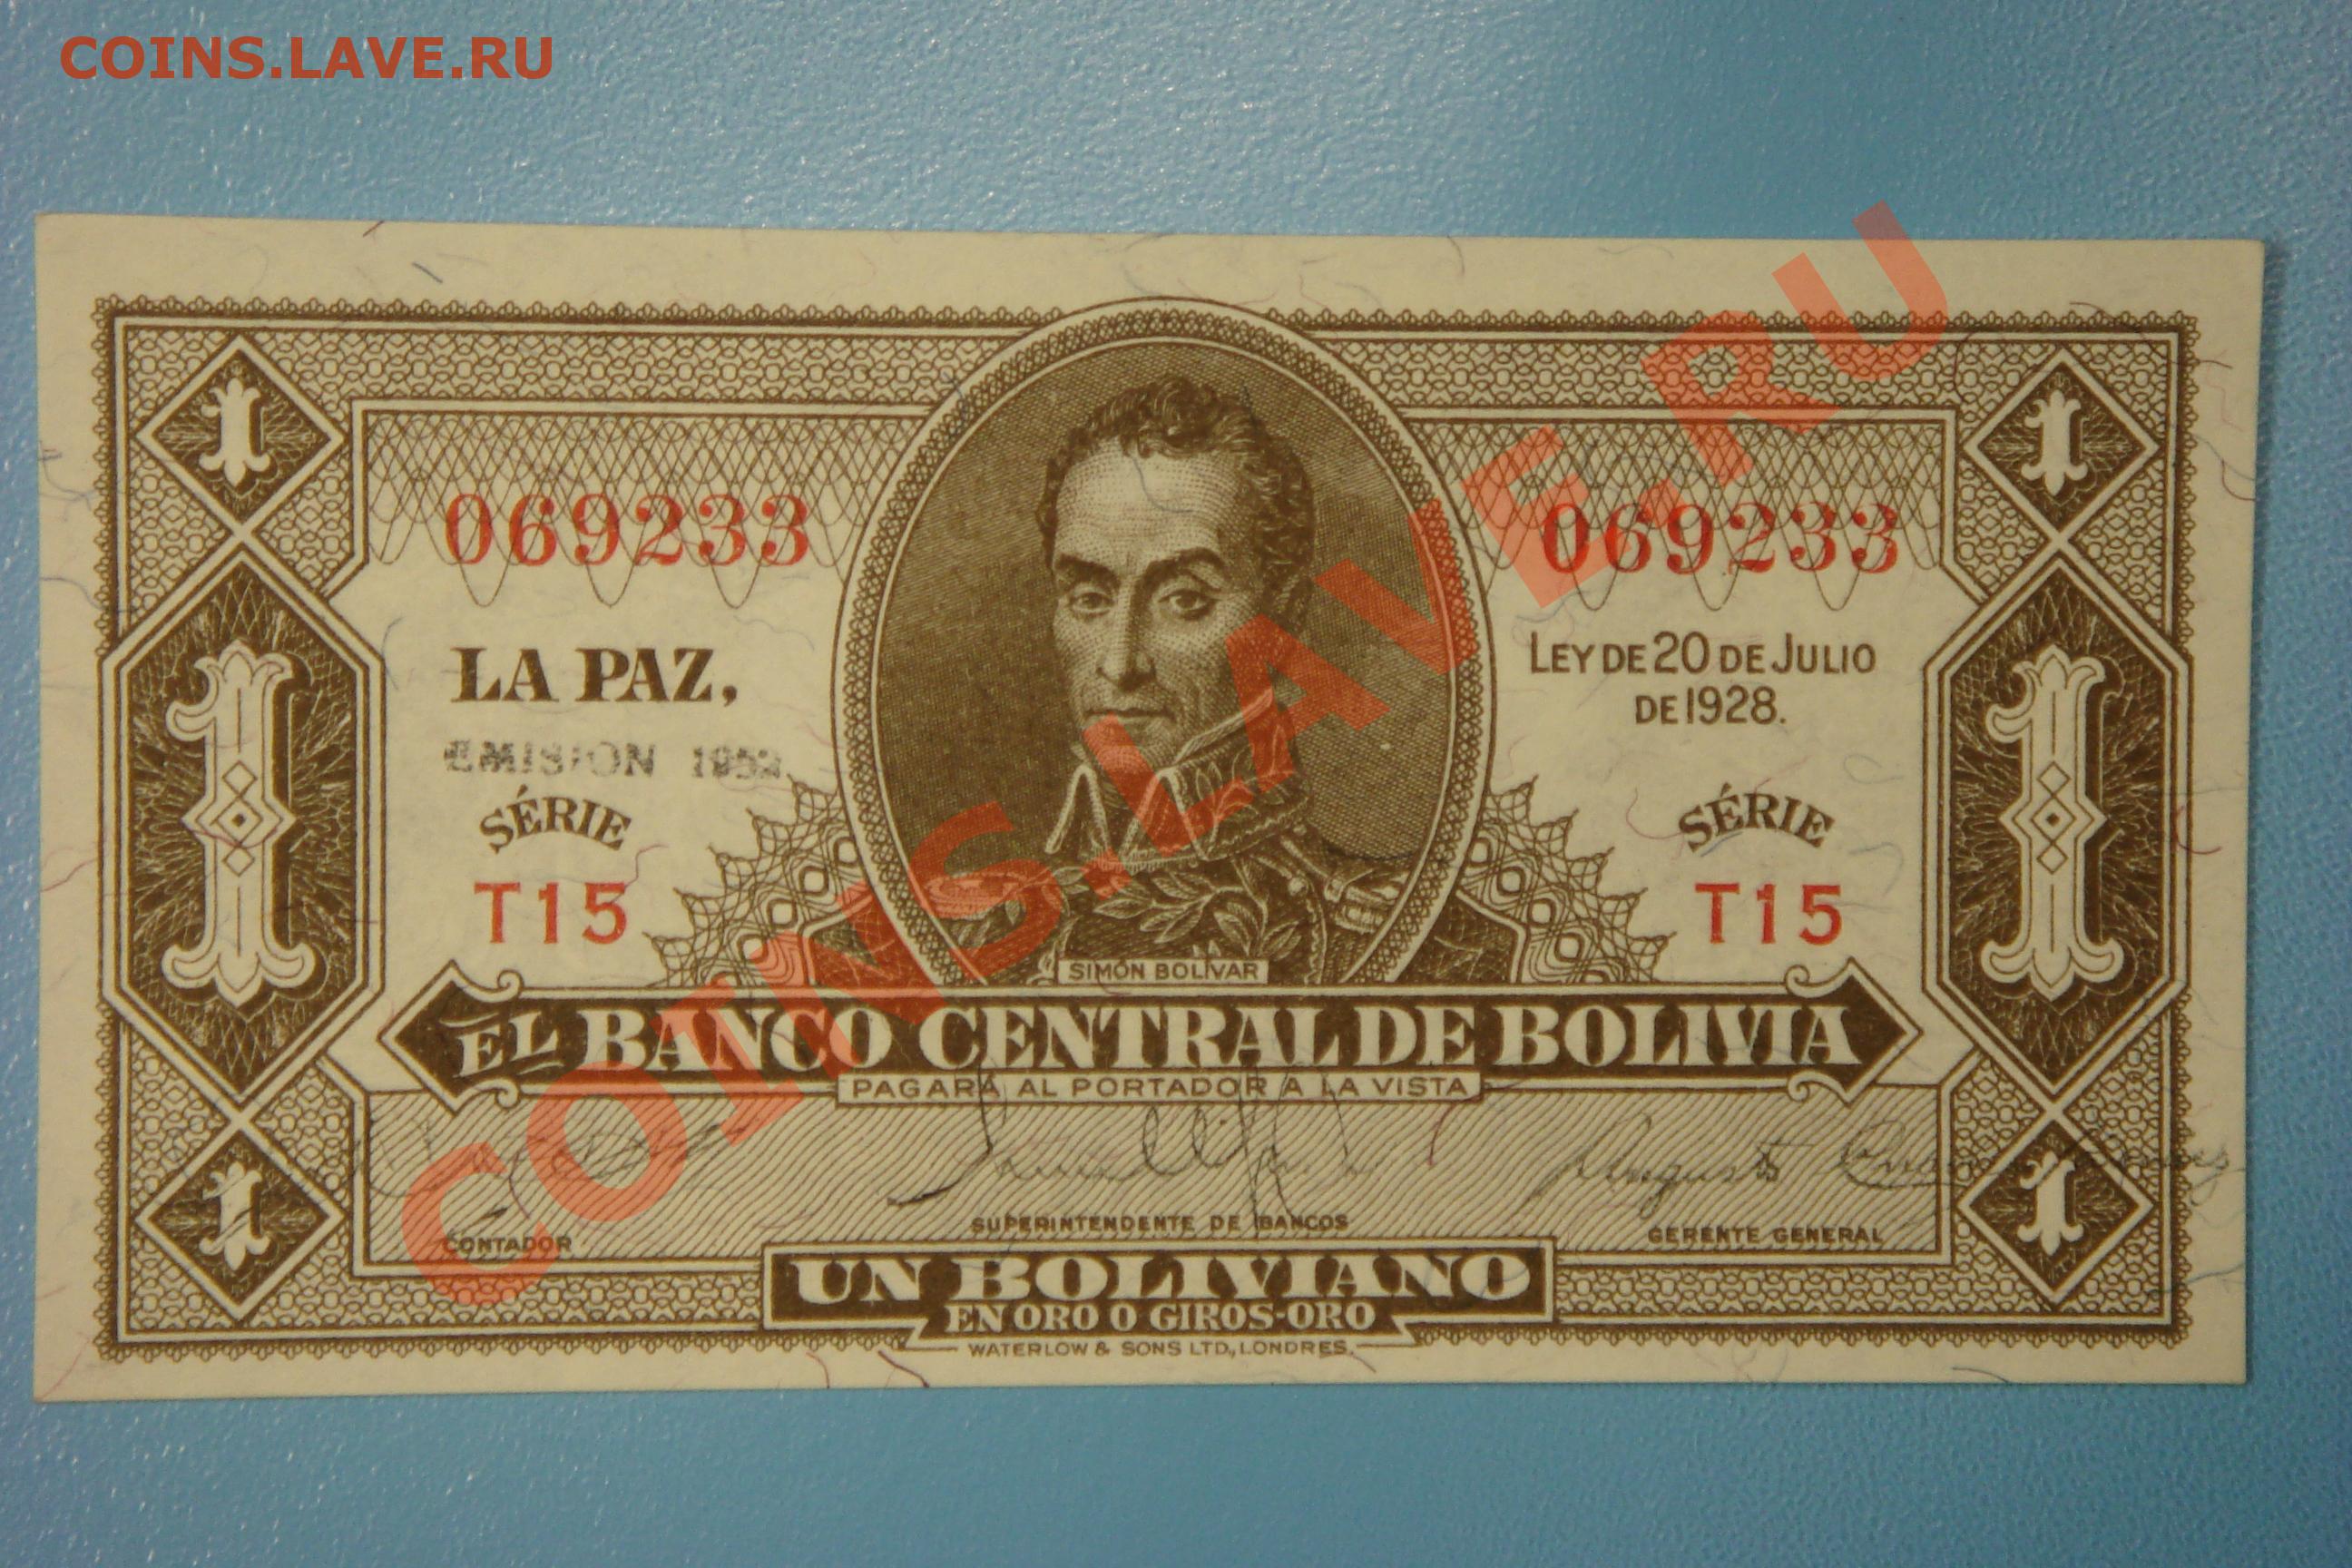 COINS.LAVE.RU
1
1
069233
069233
LA PAZ,
LEY DE 20 DE JULIO
DE 1928.
EMISION 1952
SÉRIE
SÉRIE
T15
T15
1
1
SIMÓN BOLÍVAR
EL BANCO CENTRAL DE BOLIVIA
PAGARÁ AL PORTADOR A LA VISTA
1
1
CONTADOR
SUPERINTENDENTE DE BANCOS
GERENTE GENERAL
UN BOLIVIANO
EN ORO O GIROS-ORO
WATERLOW & SONS LTD., LONDRES.
COINS.LAVE.RU